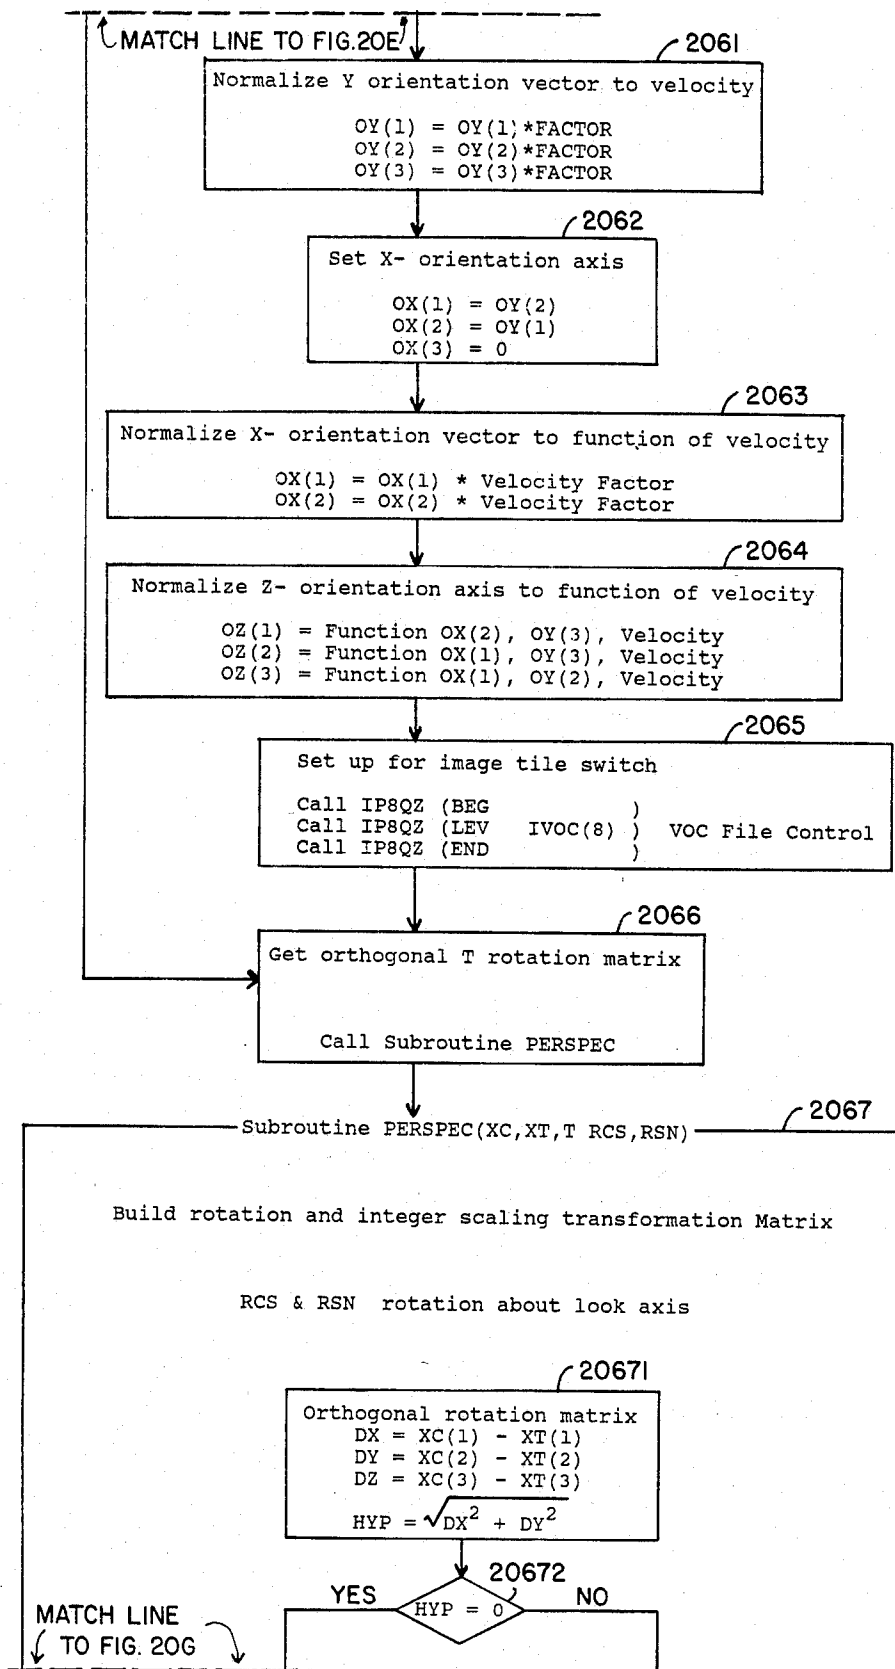 MATCH LINE TO FIG.20E
2061
Normalize Y orientation vector to velocity
OY(1) = OY(1)*FACTOR
OY(2) = OY(2)*FACTOR
OY(3) = OY(3)*FACTOR
2062
Set X- orientation axis
OX(1) = OY(2)
OX(2) = OY(1)
OX(3) = 0
2063
Normalize X- orientation vector to function of velocity
OX(1) = OX(1) * Velocity Factor
OX(2) = OX(2) * Velocity Factor
2064
Normalize Z- orientation axis to function of velocity
OZ(1) = Function OX(2), OY(3), Velocity
OZ(2) = Function OX(1), OY(3), Velocity
OZ(3) = Function OX(1), OY(2), Velocity
2065
Set up for image tile switch
Call IP8QZ (BEG )
Call IP8QZ (LEV IVOC(8) ) VOC File Control
Call IP8QZ (END )
2066
Get orthogonal T rotation matrix
Call Subroutine PERSPEC
2067
Subroutine PERSPEC(XC,XT,T RCS,RSN)
Build rotation and integer scaling transformation Matrix
RCS & RSN rotation about look axis
20671
Orthogonal rotation matrix
DX = XC(1) - XT(1)
DY = XC(2) - XT(2)
DZ = XC(3) - XT(3)
HYP = √DX² + DY²
20672
YES
HYP = 0
NO
MATCH LINE
TO FIG. 20G